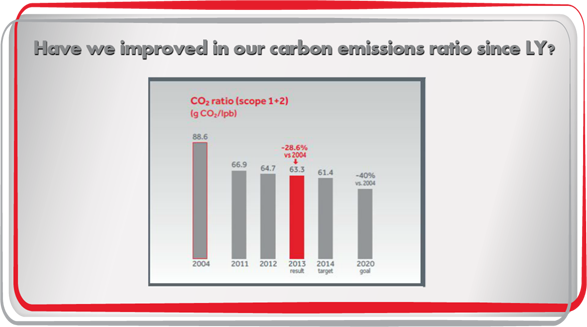 Have we improved in our carbon emissions ratio since LY?
CO₂ ratio (scope 1+2)
(g CO₂/lpb)
88.6
-28.6%
vs 2004
66.9
64.7
63.3
61.4
-40%
vs. 2004
2004
2011
2012
2013
result
2014
target
2020
goal